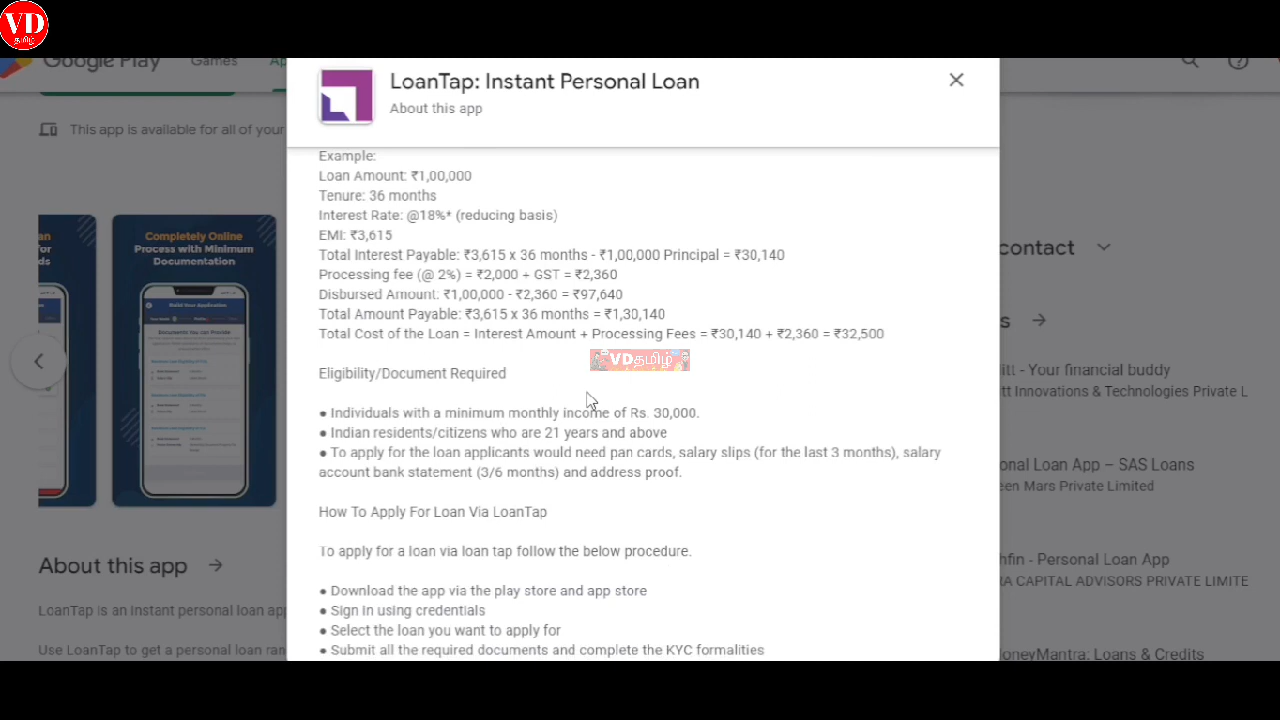 VD
தமிழ்
Google Play
Games
This app is available for all of your
Completely Online
Process with Minimum
Documentation
Build Your Application
Documents You can Provide
About this app
LoanTap is an instant personal loan app
Use LoanTap to get a personal loan ran
LoanTap: Instant Personal Loan
About this app
Example:
Loan Amount: ₹1,00,000
Tenure: 36 months
Interest Rate: @18%* (reducing basis)
EMI: ₹3,615
Total Interest Payable: ₹3,615 x 36 months - ₹1,00,000 Principal = ₹30,140
Processing fee (@ 2%) = ₹2,000 + GST = ₹2,360
Disbursed Amount: ₹1,00,000 - ₹2,360 = ₹97,640
Total Amount Payable: ₹3,615 x 36 months = ₹1,30,140
Total Cost of the Loan = Interest Amount + Processing Fees = ₹30,140 + ₹2,360 = ₹32,500
VDதமிழ்
Eligibility/Document Required
● Individuals with a minimum monthly income of Rs. 30,000.
● Indian residents/citizens who are 21 years and above
● To apply for the loan applicants would need pan cards, salary slips (for the last 3 months), salary
account bank statement (3/6 months) and address proof.
How To Apply For Loan Via LoanTap
To apply for a loan via loan tap follow the below procedure.
● Download the app via the play store and app store
● Sign in using credentials
● Select the loan you want to apply for
● Submit all the required documents and complete the KYC formalities
contact
itt - Your financial buddy
tt Innovations & Technologies Private L
onal Loan App – SAS Loans
een Mars Private Limited
hfin - Personal Loan App
RA CAPITAL ADVISORS PRIVATE LIMITE
oneyMantra: Loans & Credits